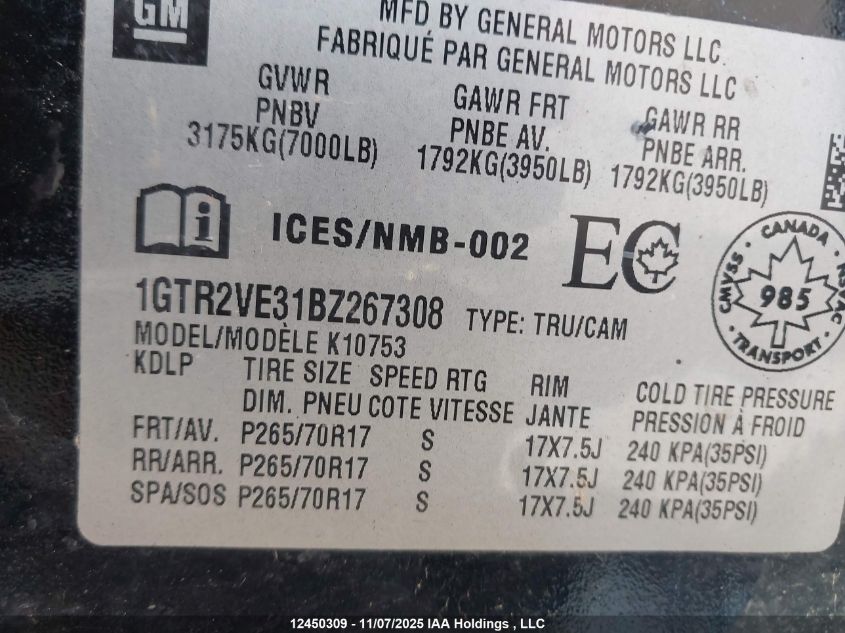 GM
MFD BY GENERAL MOTORS LLC.
FABRIQUÉ PAR GENERAL MOTORS LLC
GVWR GAWR FRT GAWR RR
PNBV PNBE AV. PNBE ARR.
3175KG(7000LB) 1792KG(3950LB) 1792KG(3950LB)
ICES/NMB-002 EC
CANADA
CMVSS 985 NSVAC
TRANSPORT
1GTR2VE31BZ267308 TYPE: TRU/CAM
MODEL/MODÈLE K10753
KDLP TIRE SIZE SPEED RTG RIM COLD TIRE PRESSURE
DIM. PNEU COTE VITESSE JANTE PRESSION À FROID
FRT/AV. P265/70R17 S 17X7.5J 240 KPA(35PSI)
RR/ARR. P265/70R17 S 17X7.5J 240 KPA(35PSI)
SPA/SOS P265/70R17 S 17X7.5J 240 KPA(35PSI)
12450309 - 11/07/2025 IAA Holdings , LLC